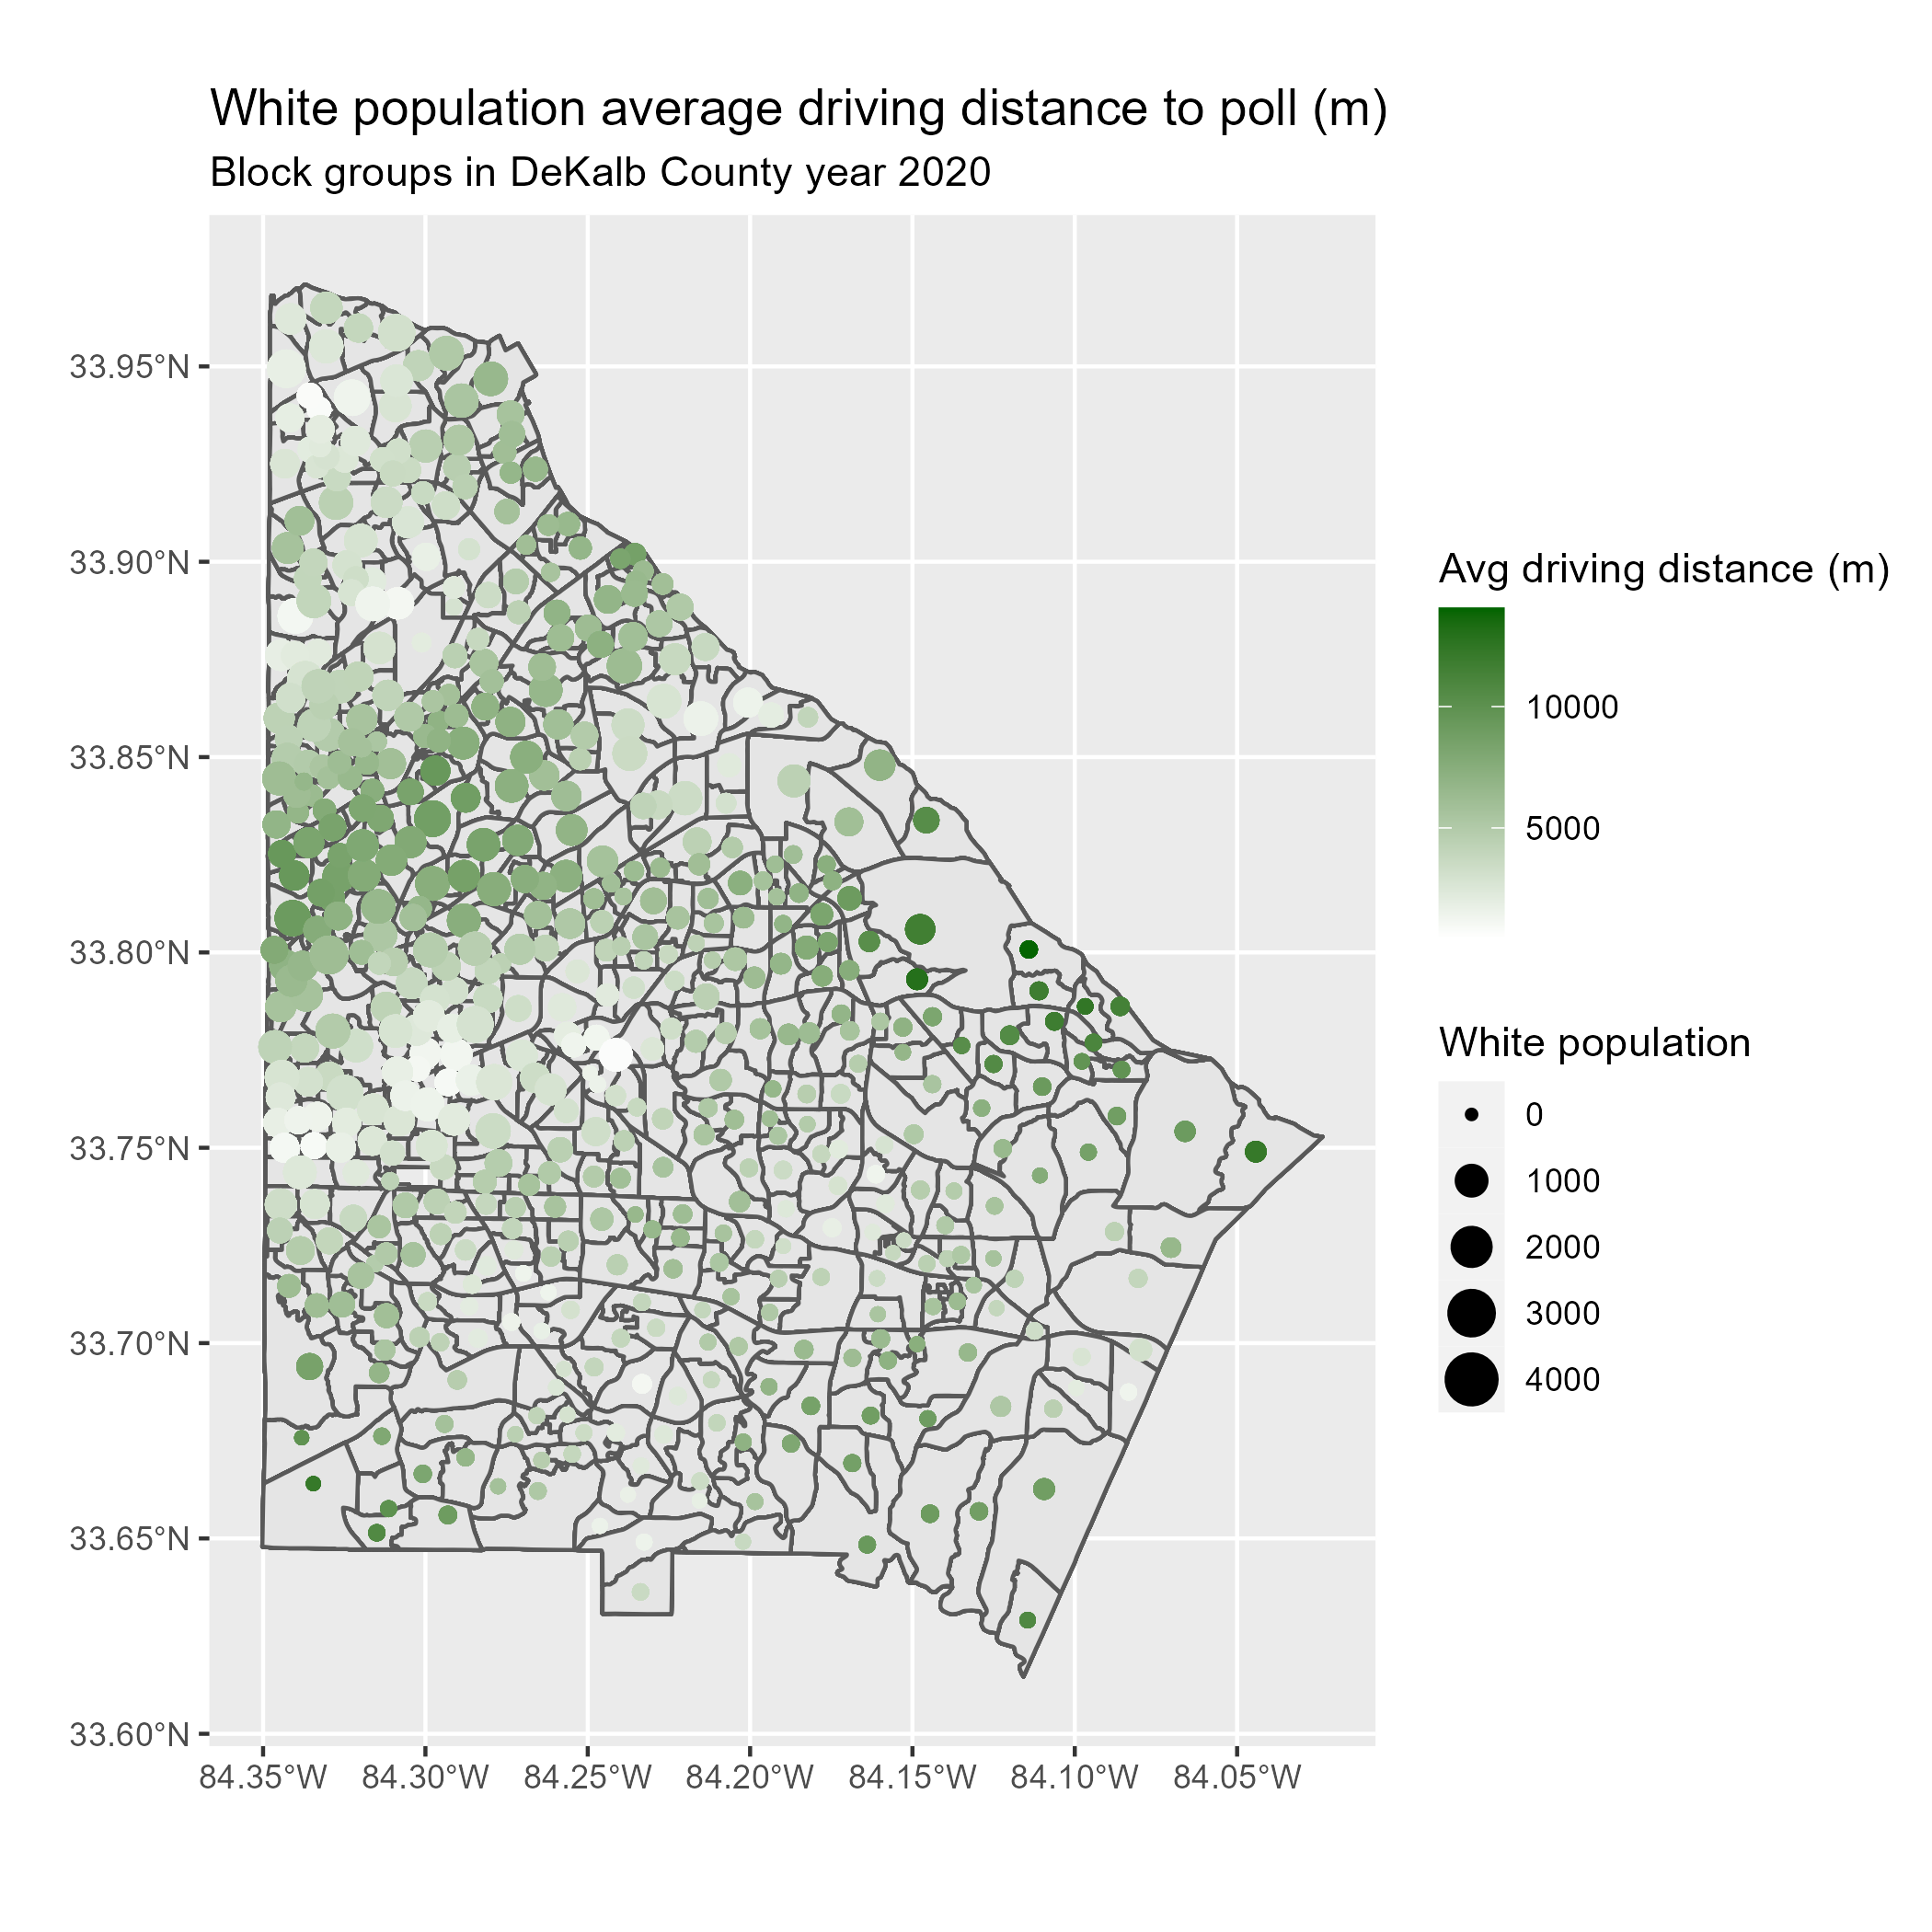 White population average driving distance to poll (m)
Block groups in DeKalb County year 2020
33.95°N
33.90°N
33.85°N
33.80°N
33.75°N
33.70°N
33.65°N
33.60°N
84.35°W 84.30°W 84.25°W 84.20°W 84.15°W 84.10°W 84.05°W
Avg driving distance (m)
10000
5000
White population
0
1000
2000
3000
4000